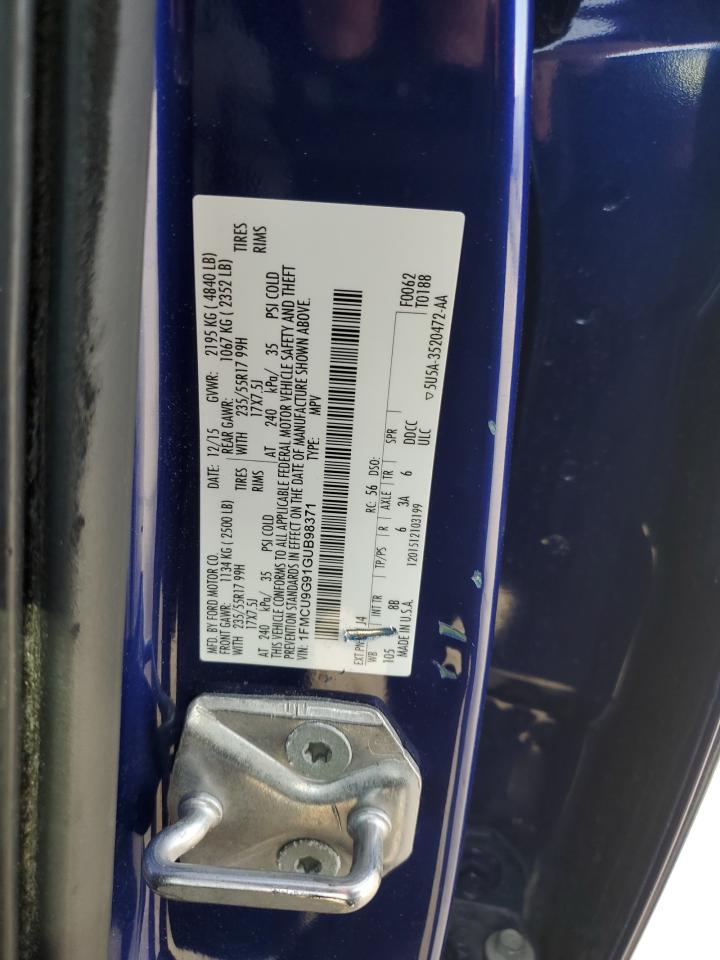 MFD. BY FORD MOTOR CO. DATE: 12/15 GVWR: 2195 KG ( 4840 LB)
FRONT GAWR: 1134 KG ( 2500 LB) REAR GAWR: 1067 KG ( 2352 LB)
WITH 235/55R17 99H TIRES WITH 235/55R17 99H TIRES
17X7.5J RIMS 17X7.5J RIMS
AT 240 kPa/ 35 PSI COLD AT 240 kPa/ 35 PSI COLD
THIS VEHICLE CONFORMS TO ALL APPLICABLE FEDERAL MOTOR VEHICLE SAFETY AND THEFT
PREVENTION STANDARDS IN EFFECT ON THE DATE OF MANUFACTURE SHOWN ABOVE.
VIN: 1FMCU9G91GUB98371 TYPE: MPV
EXT PNT: J4 RC: 56 DSO: F0062
WB INT TR TP/PS R AXLE TR SPR T0188
105 8B 6 3A 6 DDCC
MADE IN U.S.A. 1201512103199 ULC ▽5U5A-3520472-AA